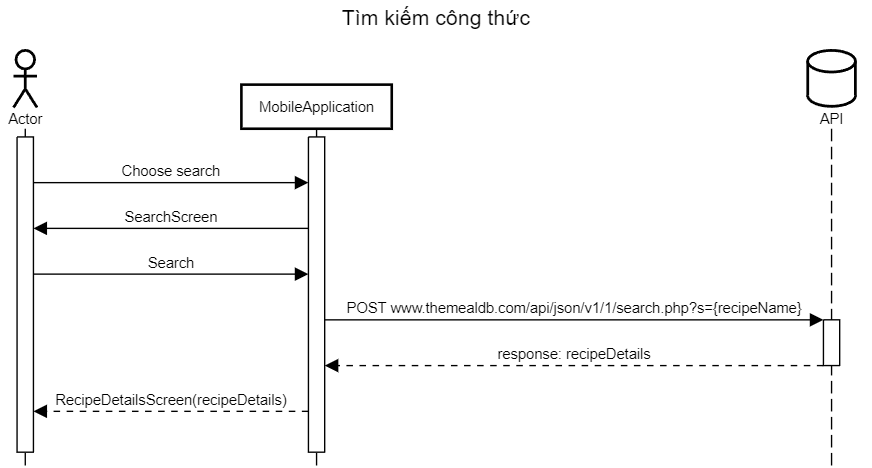 Tìm kiếm công thức
Actor
MobileApplication
API
Choose search
SearchScreen
Search
POST www.themealdb.com/api/json/v1/1/search.php?s={recipeName}
response: recipeDetails
RecipeDetailsScreen(recipeDetails)